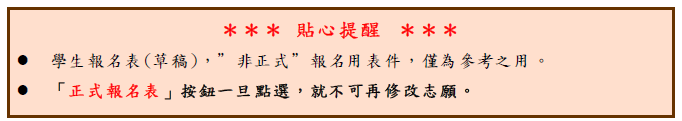 ＊＊＊ 貼心提醒 ＊＊＊
● 學生報名表(草稿)，”非正式”報名用表件，僅為參考之用。
● 「正式報名表」按鈕一旦點選，就不可再修改志願。